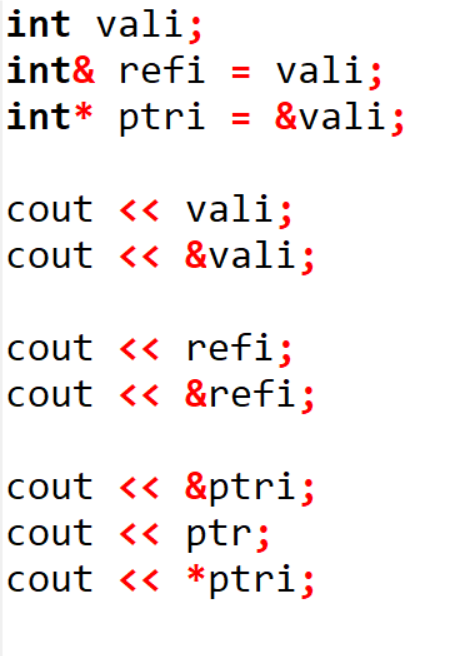 int vali;
int& refi = vali;
int* ptri = &vali;
cout << vali;
cout << &vali;
cout << refi;
cout << &refi;
cout << &ptri;
cout << ptr;
cout << *ptri;